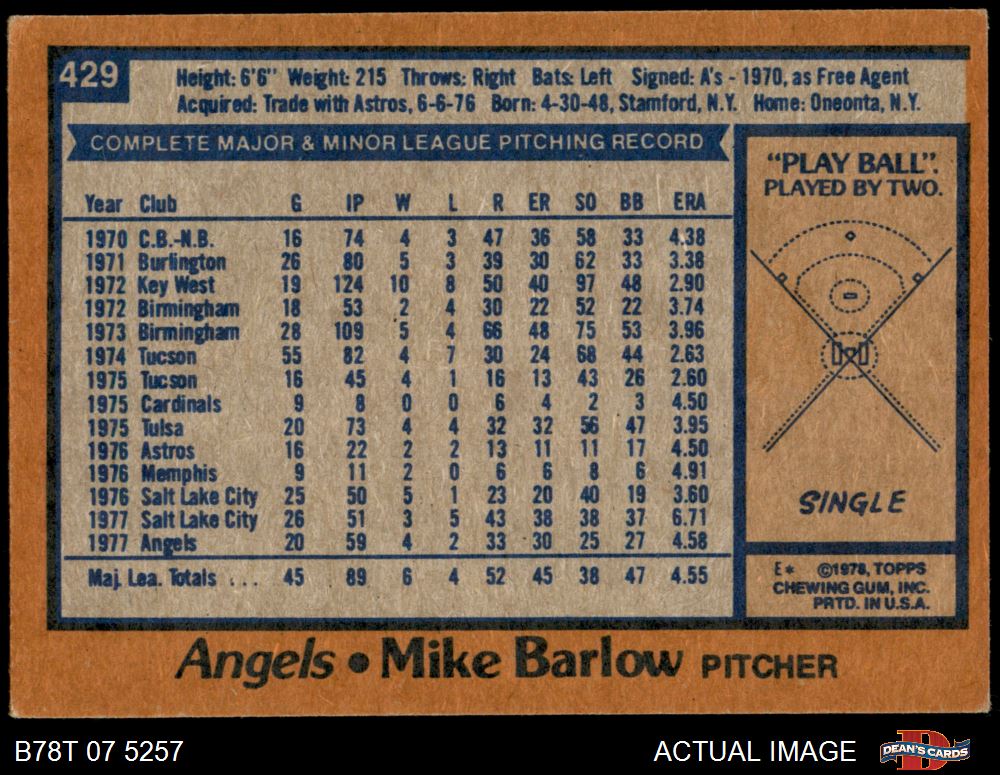 429
Height: 6'6" Weight: 215 Throws: Right Bats: Left Signed: A's - 1970, as Free Agent
Acquired: Trade with Astros, 6-6-76 Born: 4-30-48, Stamford, N.Y. Home: Oneonta, N.Y.
COMPLETE MAJOR & MINOR LEAGUE PITCHING RECORD
Year Club G IP W L R ER SO BB ERA
1970 C.B.-N.B. 16 74 4 3 47 36 58 33 4.38
1971 Burlington 26 80 5 3 39 30 62 33 3.38
1972 Key West 19 124 10 8 50 40 97 48 2.90
1972 Birmingham 18 53 2 4 30 22 52 22 3.74
1973 Birmingham 28 109 5 4 66 48 75 53 3.96
1974 Tucson 55 82 4 7 30 24 68 44 2.63
1975 Tucson 16 45 4 1 16 13 43 26 2.60
1975 Cardinals 9 8 0 0 6 4 2 3 4.50
1975 Tulsa 20 73 4 4 32 32 56 47 3.95
1976 Astros 16 22 2 2 13 11 11 17 4.50
1976 Memphis 9 11 2 0 6 6 8 6 4.91
1976 Salt Lake City 25 50 5 1 23 20 40 19 3.60
1977 Salt Lake City 26 51 3 5 43 38 38 37 6.71
1977 Angels 20 59 4 2 33 30 25 27 4.58
Maj. Lea. Totals ... 45 89 6 4 52 45 38 47 4.55
"PLAY BALL".
PLAYED BY TWO.
SINGLE
E* ©1978, TOPPS
CHEWING GUM, INC.
PRTD. IN U.S.A.
Angels • Mike Barlow PITCHER
B78T 07 5257 ACTUAL IMAGE
D
DEAN'S CARDS